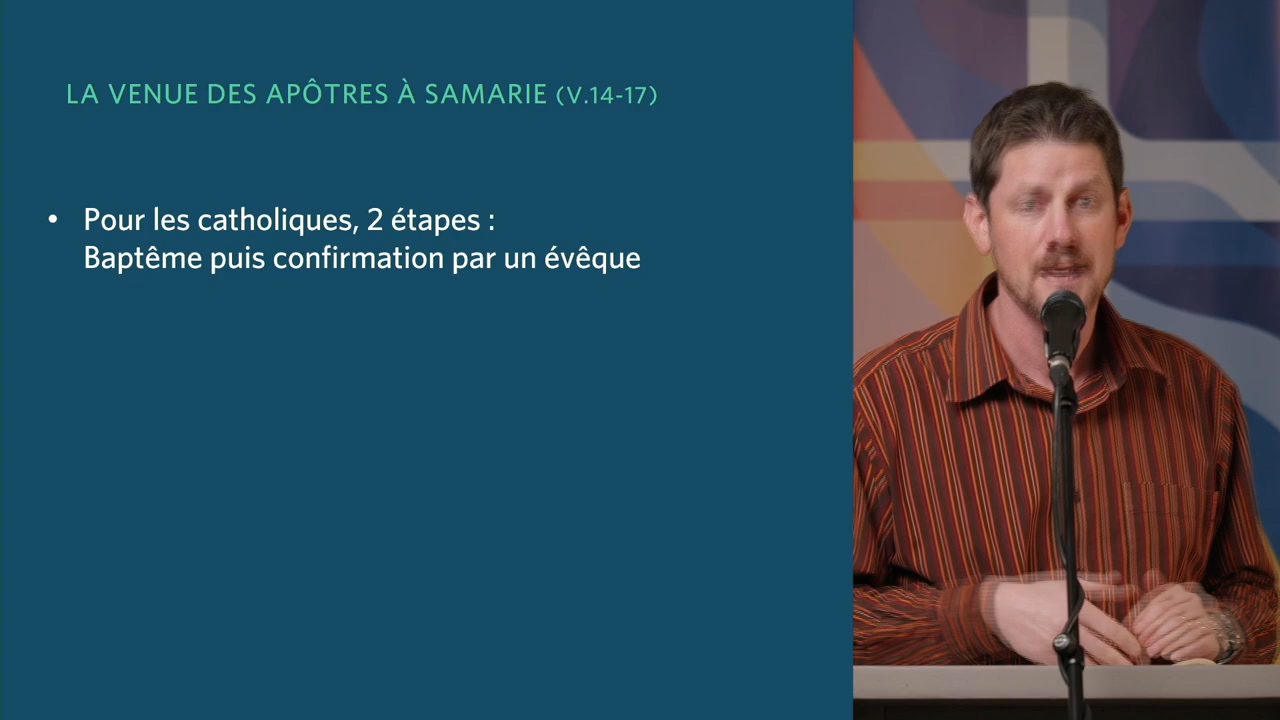 LA VENUE DES APÔTRES À SAMARIE (V.14-17)
• Pour les catholiques, 2 étapes :
Baptême puis confirmation par un évêque